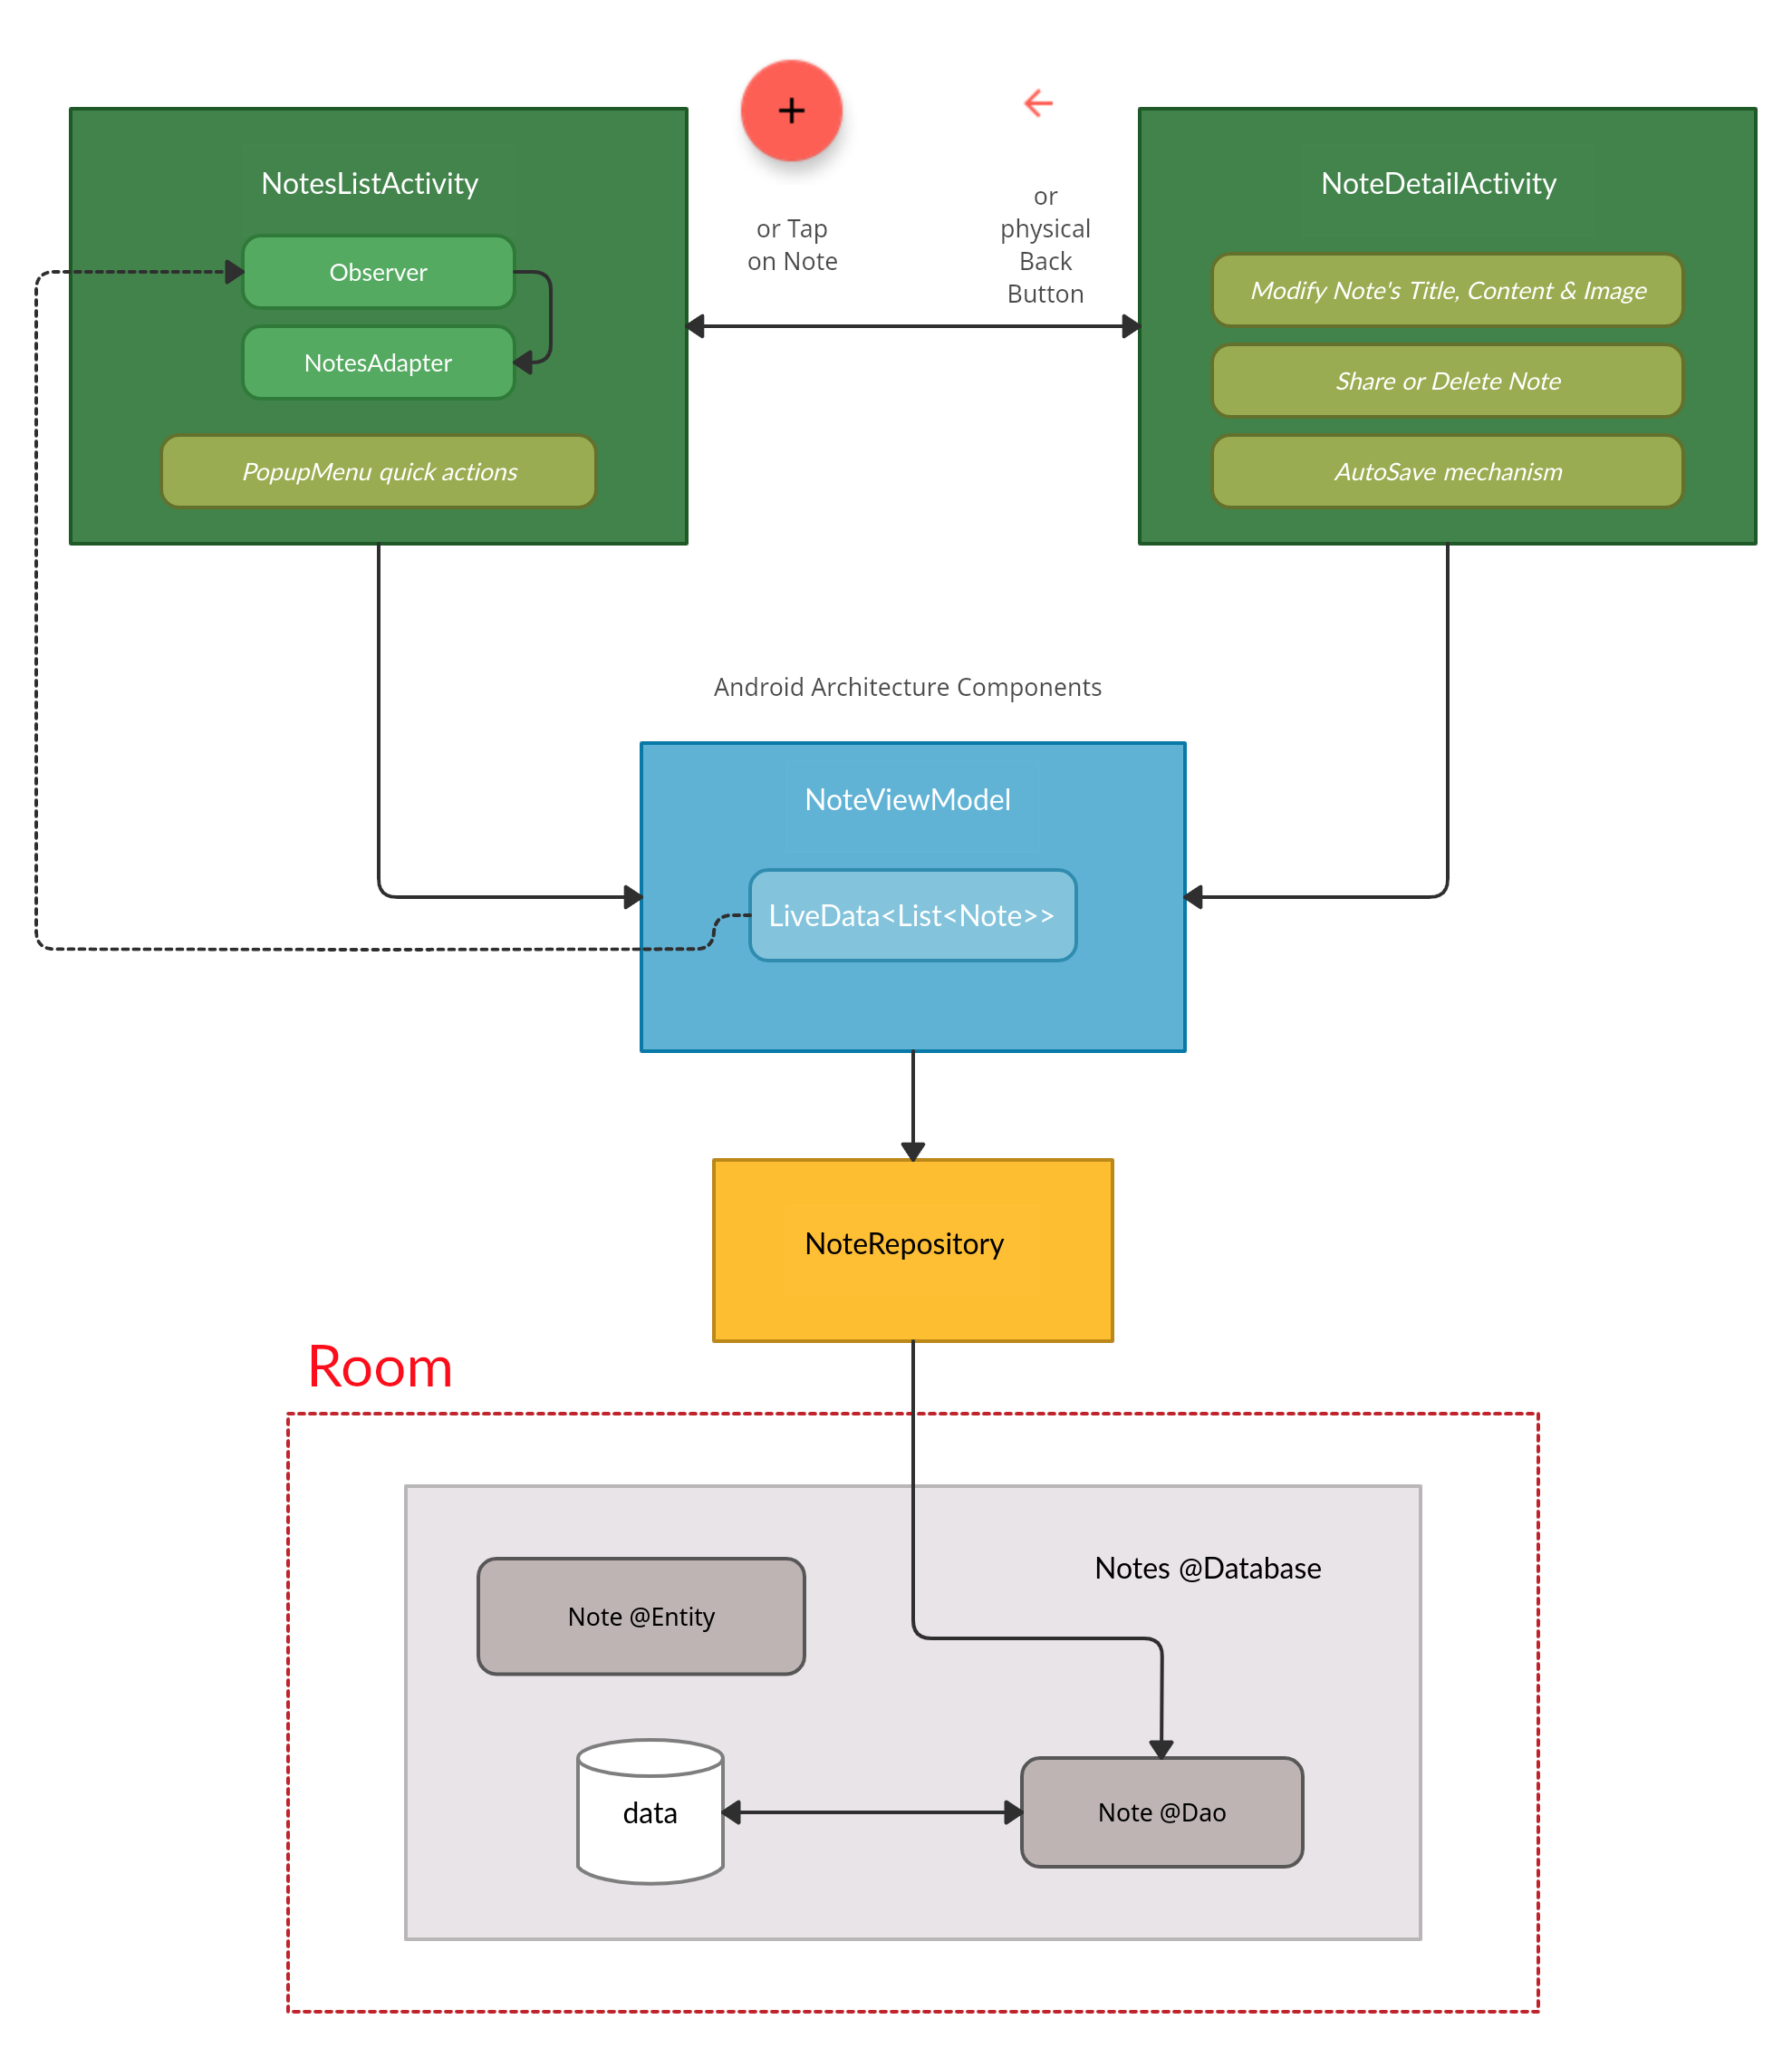 NotesListActivity
Observer
NotesAdapter
PopupMenu quick actions
+
or Tap
on Note
or
physical
Back
Button
NoteDetailActivity
Modify Note's Title, Content & Image
Share or Delete Note
AutoSave mechanism
Android Architecture Components
NoteViewModel
LiveData<List<Note>>
NoteRepository
Room
Notes @Database
Note @Entity
data
Note @Dao